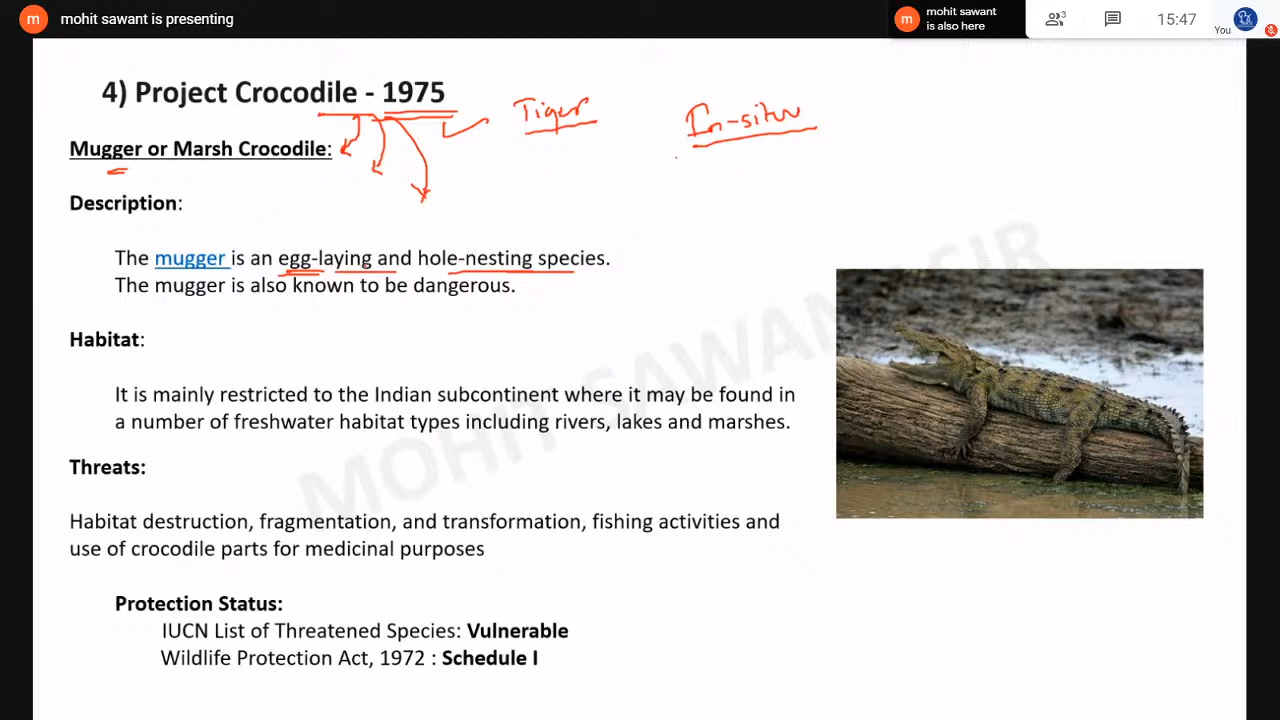 m mohit sawant is presenting
m mohit sawant
is also here
3
15:47
You
4) Project Crocodile - 1975
Tiger
In-situ
Mugger or Marsh Crocodile:
Description:
The mugger is an egg-laying and hole-nesting species.
The mugger is also known to be dangerous.
Habitat:
It is mainly restricted to the Indian subcontinent where it may be found in
a number of freshwater habitat types including rivers, lakes and marshes.
Threats:
Habitat destruction, fragmentation, and transformation, fishing activities and
use of crocodile parts for medicinal purposes
Protection Status:
IUCN List of Threatened Species: Vulnerable
Wildlife Protection Act, 1972 : Schedule I
MOHIT SAWANT SIR